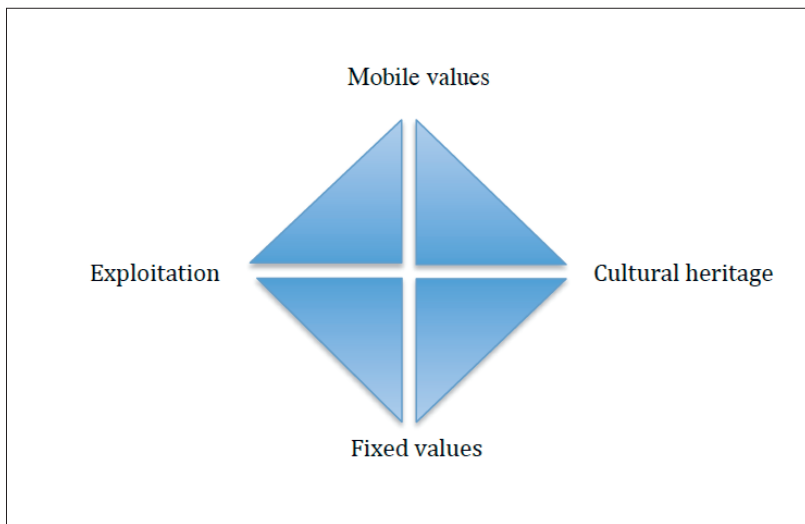 Mobile values
Exploitation
Cultural heritage
Fixed values